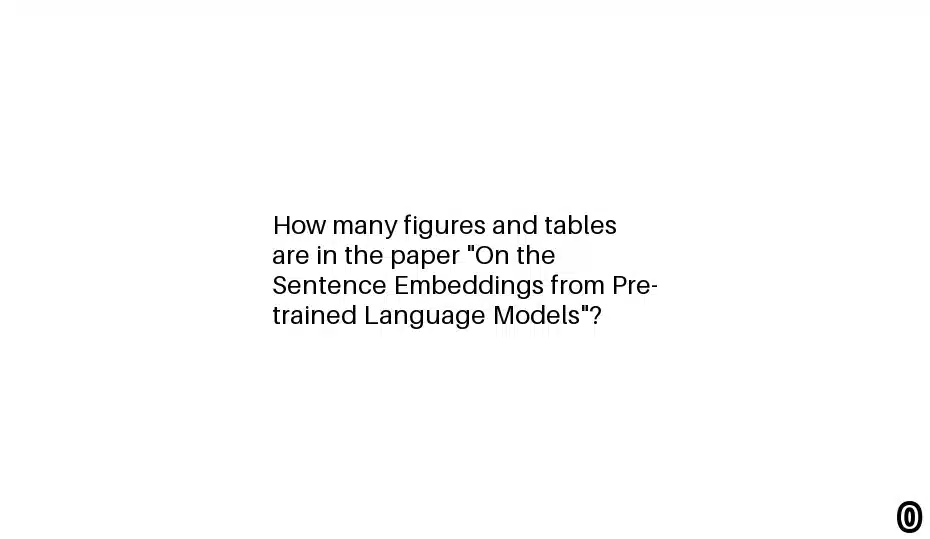 How many figures and tables
are in the paper "On the
Sentence Embeddings from Pre-
trained Language Models"?
0